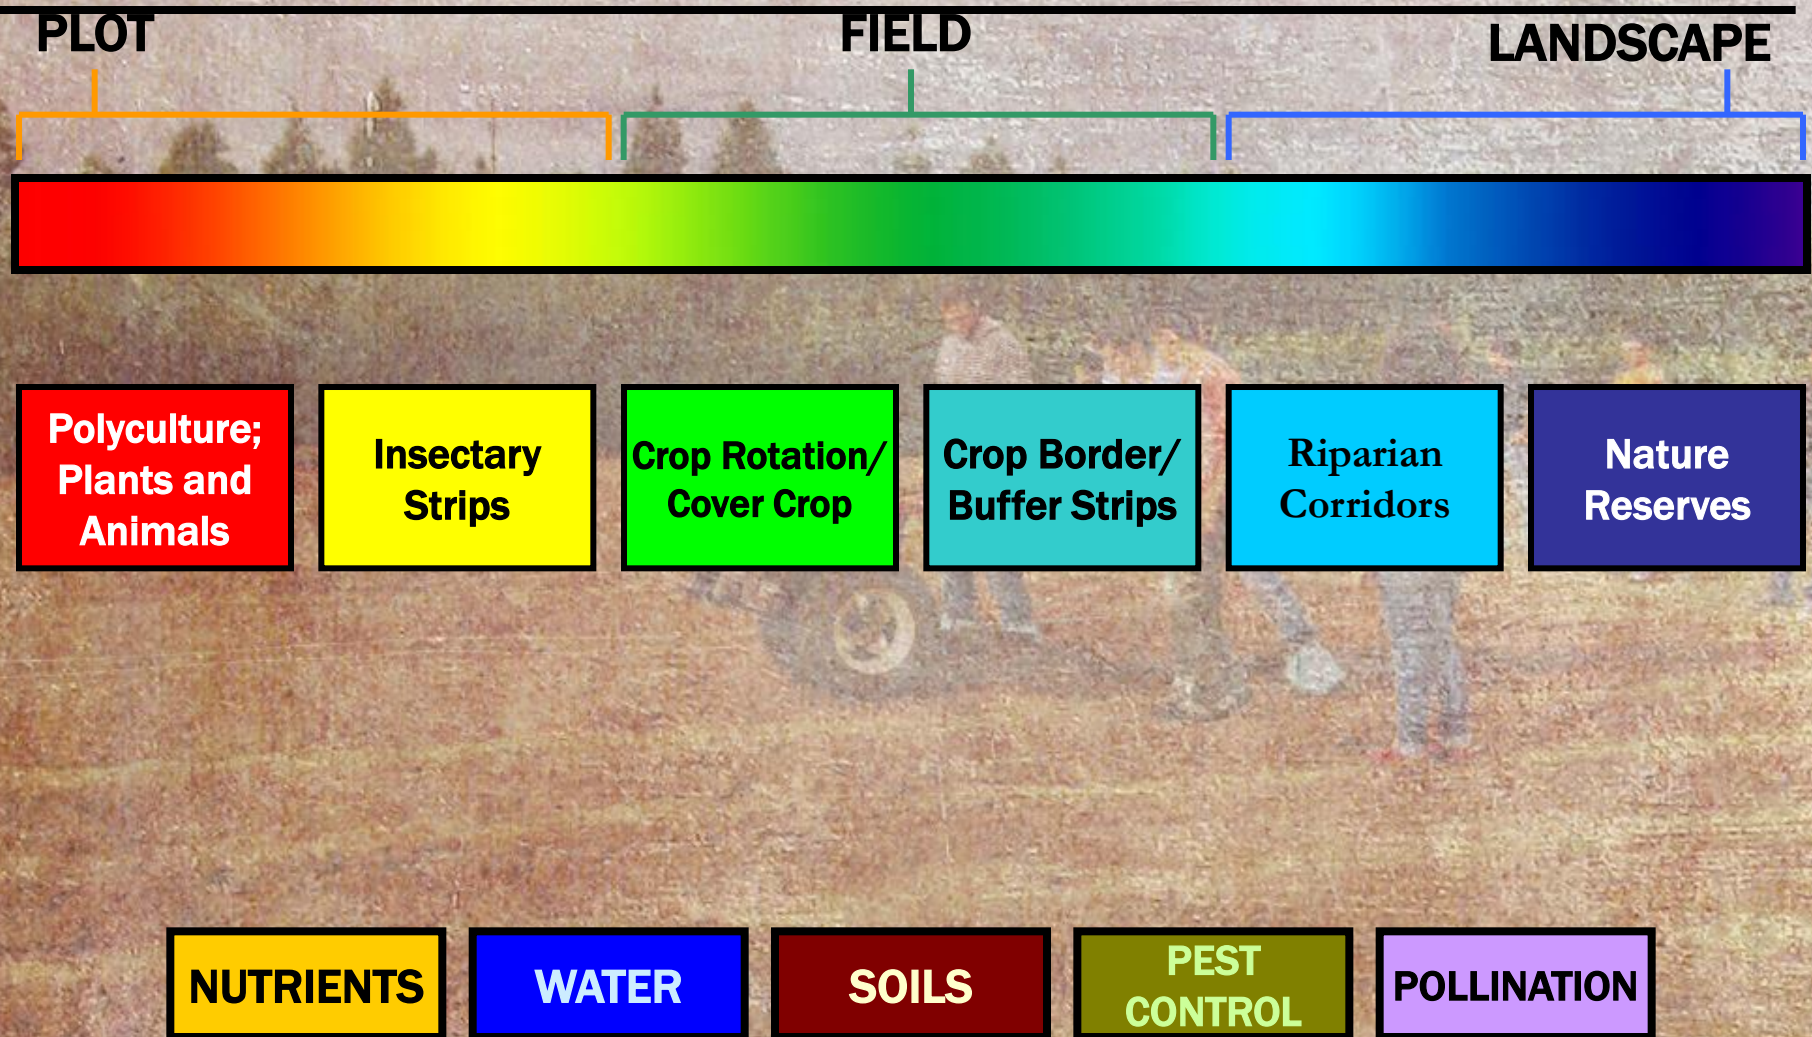 PLOT
FIELD
LANDSCAPE
Polyculture;
Plants and
Animals
Insectary
Strips
Crop Rotation/
Cover Crop
Crop Border/
Buffer Strips
Riparian
Corridors
Nature
Reserves
NUTRIENTS
WATER
SOILS
PEST
CONTROL
POLLINATION